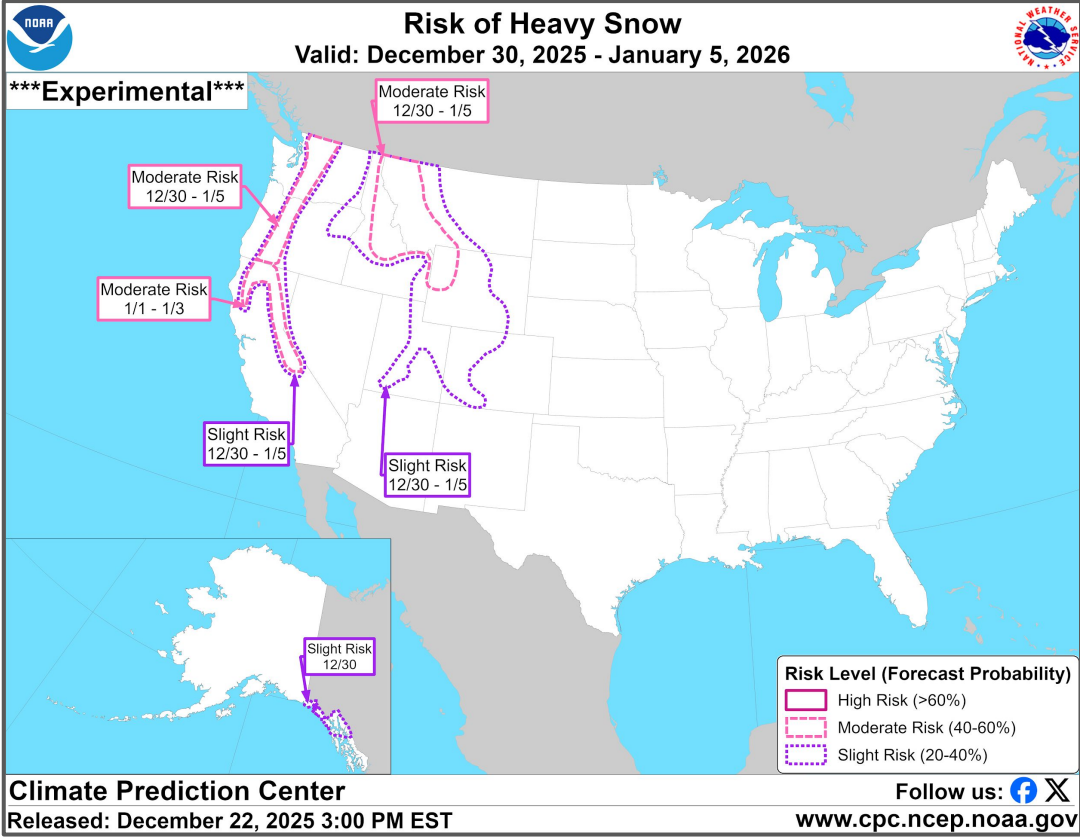 NOAA
Risk of Heavy Snow
Valid: December 30, 2025 - January 5, 2026
NATIONAL WEATHER SERVICE
***Experimental***
Moderate Risk
12/30 - 1/5
Moderate Risk
12/30 - 1/5
Moderate Risk
1/1 - 1/3
Slight Risk
12/30 - 1/5
Slight Risk
12/30 - 1/5
Slight Risk
12/30
Risk Level (Forecast Probability)
High Risk (>60%)
Moderate Risk (40-60%)
Slight Risk (20-40%)
Climate Prediction Center
Follow us:
Released: December 22, 2025 3:00 PM EST
www.cpc.ncep.noaa.gov